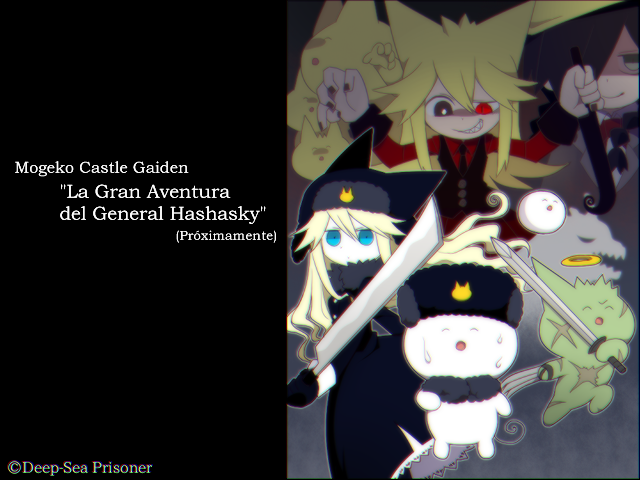 Mogeko Castle Gaiden
"La Gran Aventura
del General Hashasky"
(Próximamente)
©Deep-Sea Prisoner